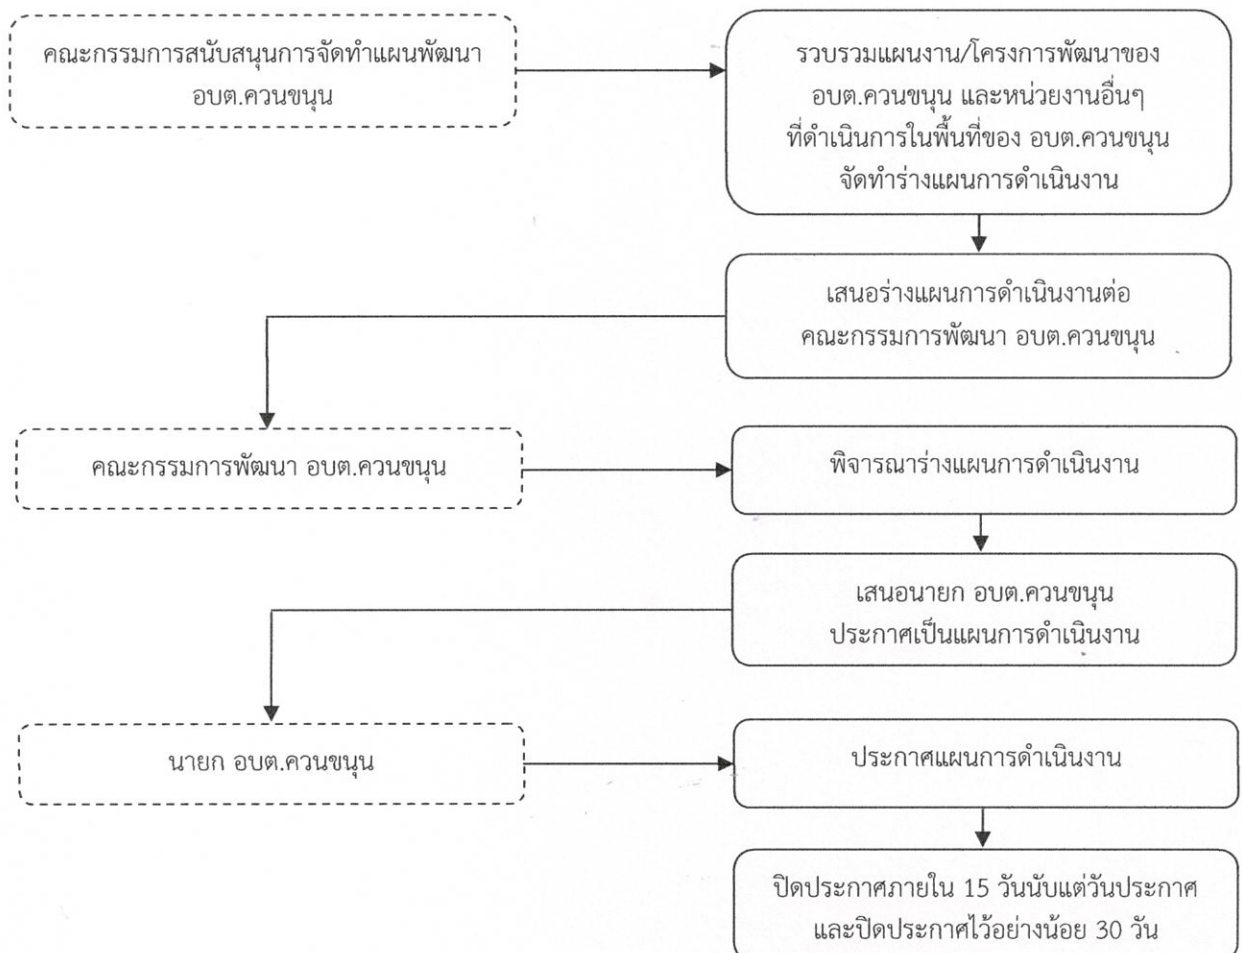 คณะกรรมการสนับสนุนการจัดทำแผนพัฒนา
อบต.ควนขนุน
รวบรวมแผนงาน/โครงการพัฒนาของ
อบต.ควนขนุน และหน่วยงานอื่นๆ
ที่ดำเนินการในพื้นที่ของ อบต.ควนขนุน
จัดทำร่างแผนการดำเนินงาน
เสนอร่างแผนการดำเนินงานต่อ
คณะกรรมการพัฒนา อบต.ควนขนุน
คณะกรรมการพัฒนา อบต.ควนขนุน
พิจารณาร่างแผนการดำเนินงาน
เสนอนายก อบต.ควนขนุน
ประกาศเป็นแผนการดำเนินงาน
นายก อบต.ควนขนุน
ประกาศแผนการดำเนินงาน
ปิดประกาศภายใน 15 วันนับแต่วันประกาศ
และปิดประกาศไว้อย่างน้อย 30 วัน